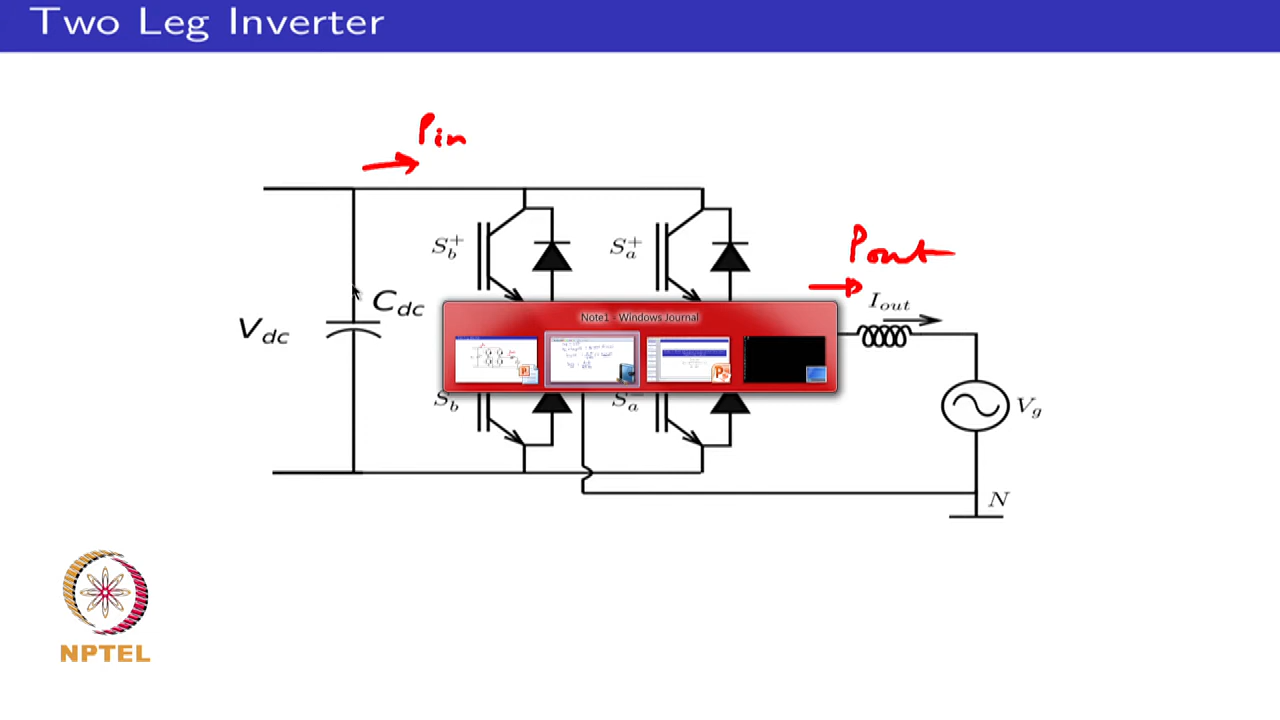 Two Leg Inverter
Pin
Pout
S_b^+
S_a^+
I_out
C_dc
V_dc
Note1 - Windows Journal
S_b
S_a^-
V_g
N
NPTEL